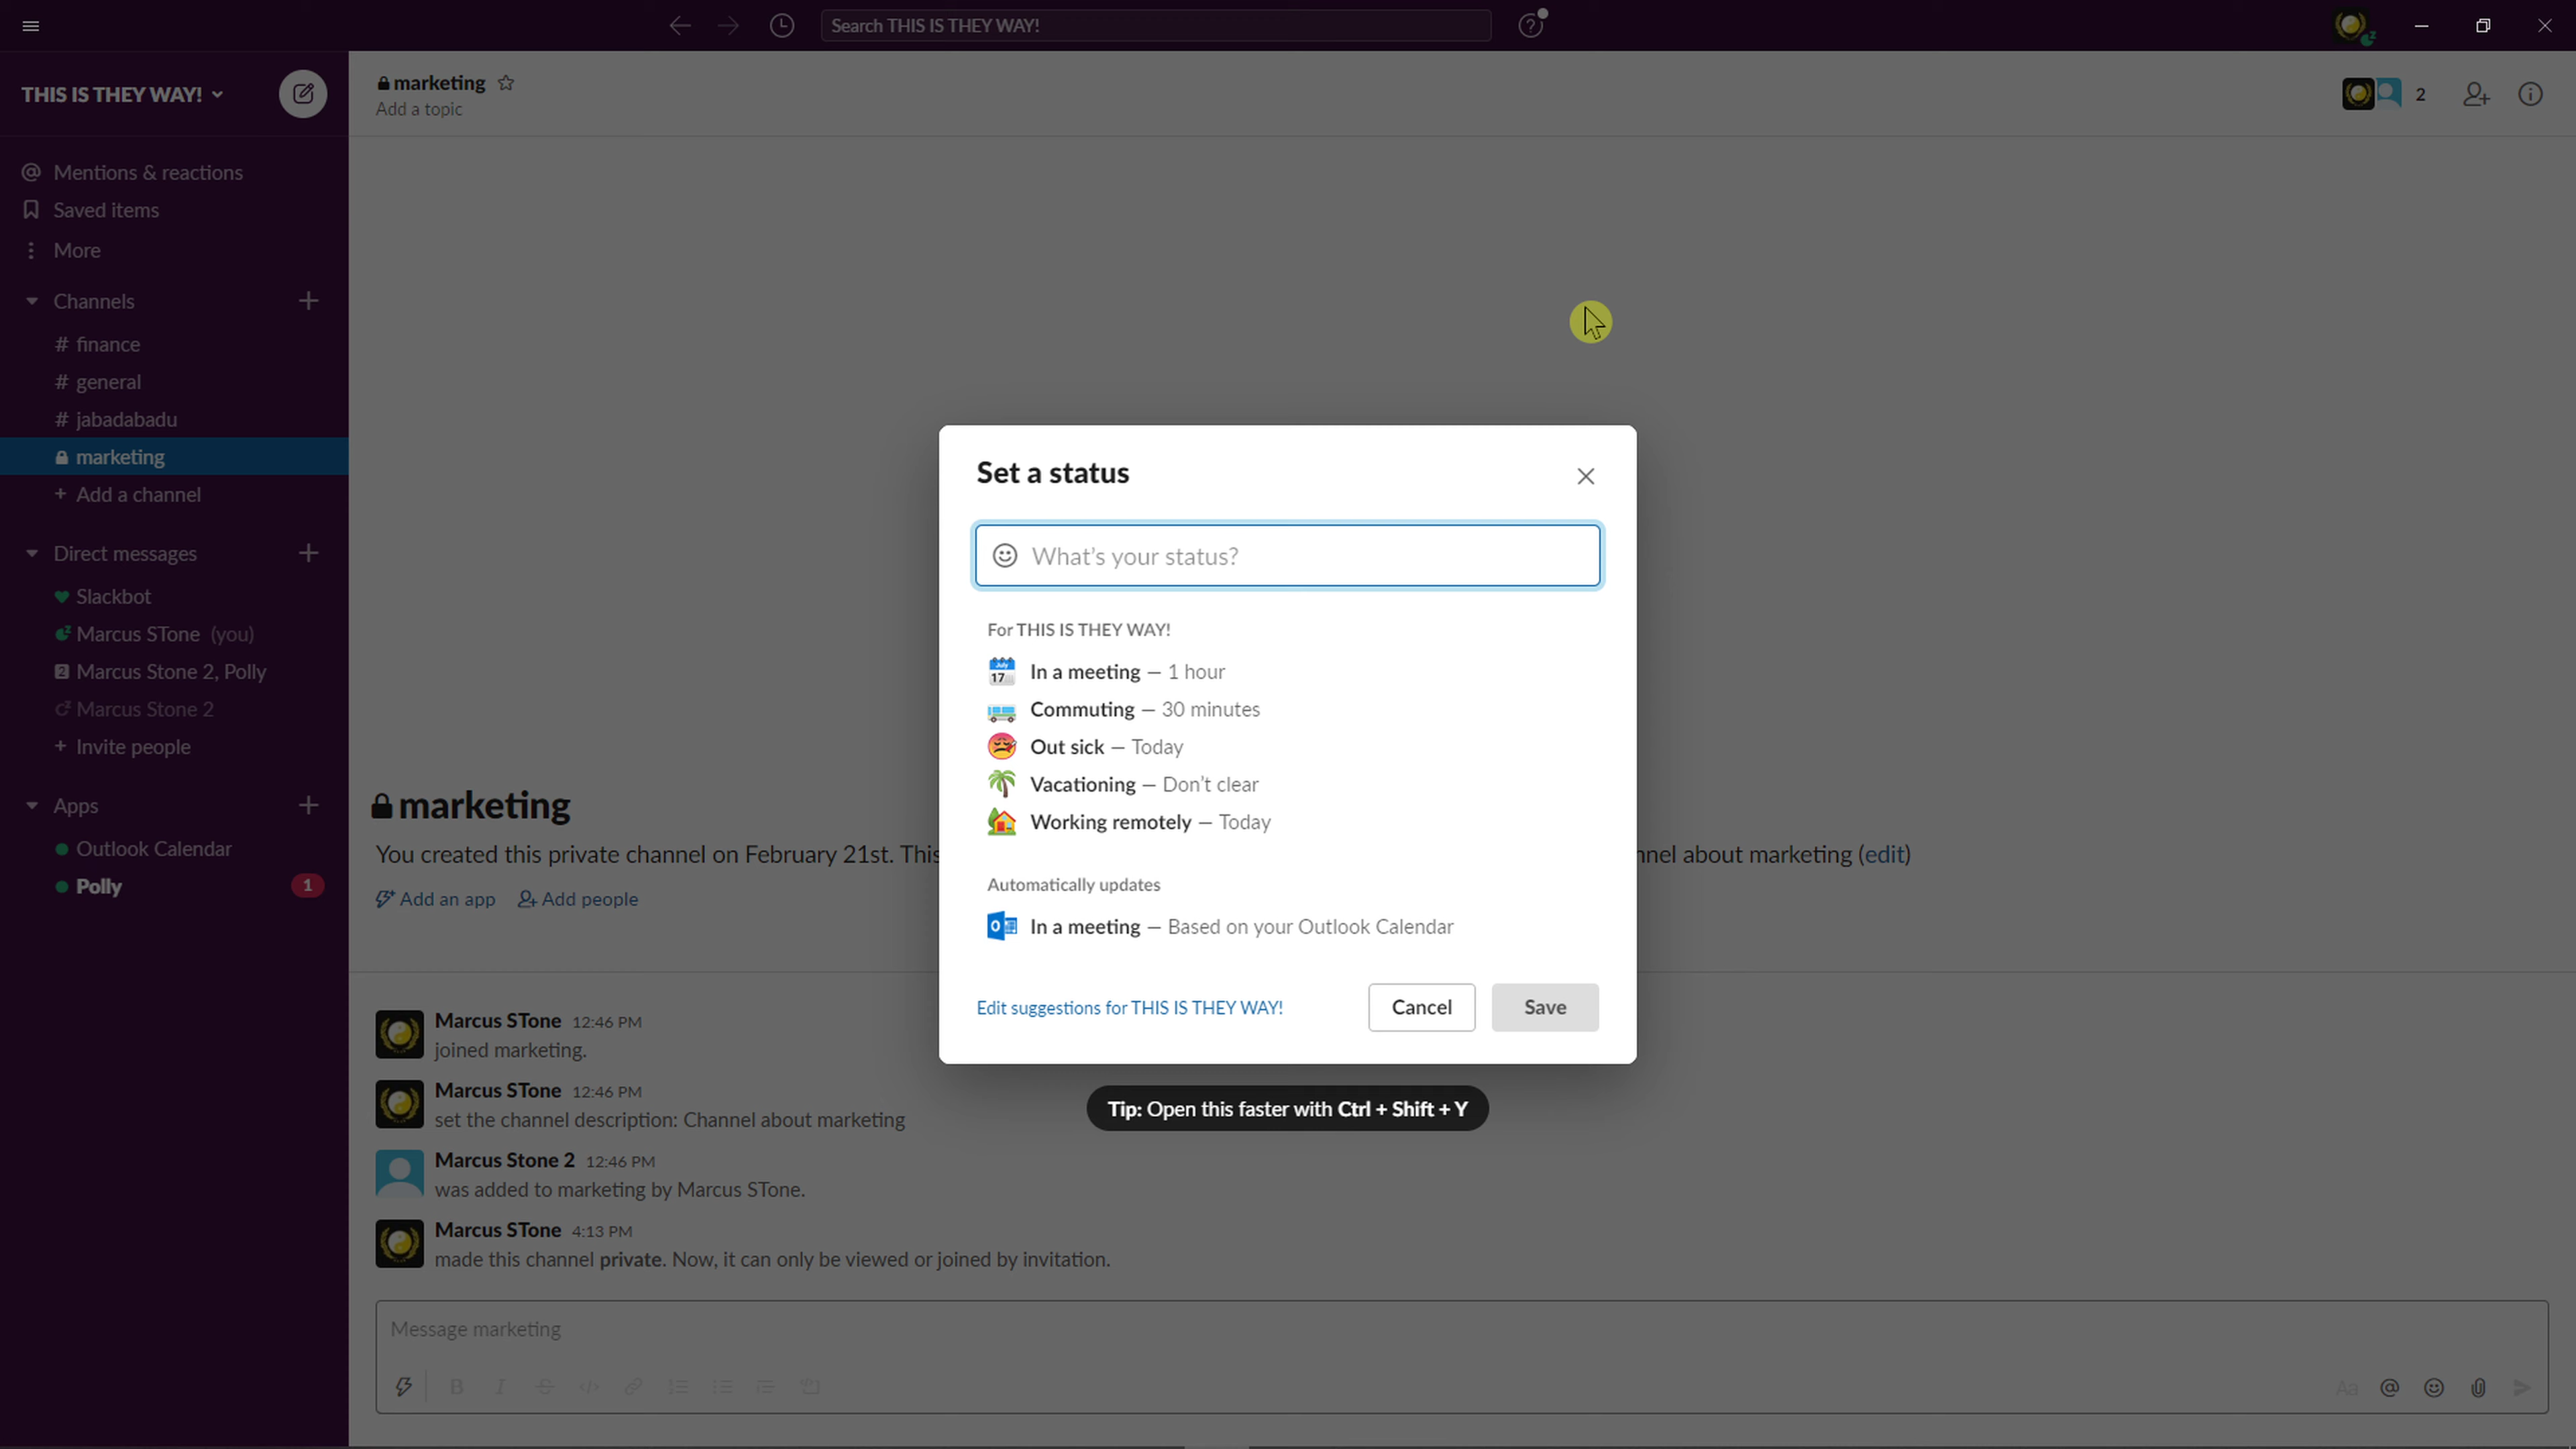 Search THIS IS THEY WAY!
THIS IS THEY WAY!
Mentions & reactions
Saved items
More
Channels
# finance
# general
# jabadabadu
marketing
+ Add a channel
Direct messages
Slackbot
Marcus STone (you)
2 Marcus Stone 2, Polly
Marcus Stone 2
+ Invite people
Apps
Outlook Calendar
Polly 1
marketing
Add a topic
2
marketing
You created this private channel on February 21st. This
nnel about marketing (edit)
Add an app Add people
Marcus STone 12:46 PM
joined marketing.
Marcus STone 12:46 PM
set the channel description: Channel about marketing
Marcus Stone 2 12:46 PM
was added to marketing by Marcus STone.
Marcus STone 4:13 PM
made this channel private. Now, it can only be viewed or joined by invitation.
Message marketing
B I S Aa @
Set a status
What's your status?
For THIS IS THEY WAY!
July 17 In a meeting — 1 hour
Commuting — 30 minutes
Out sick — Today
Vacationing — Don't clear
Working remotely — Today
Automatically updates
In a meeting — Based on your Outlook Calendar
Edit suggestions for THIS IS THEY WAY!
Cancel
Save
Tip: Open this faster with Ctrl + Shift + Y